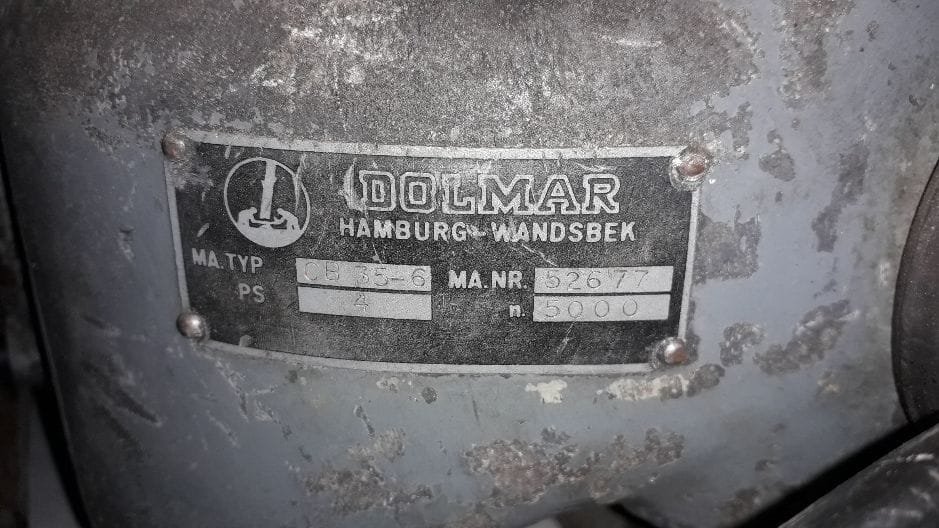 DOLMAR
HAMBURG-WANDSBEK
MA.TYP CB 35-6 MA.NR. 52677
PS 4 n. 5000